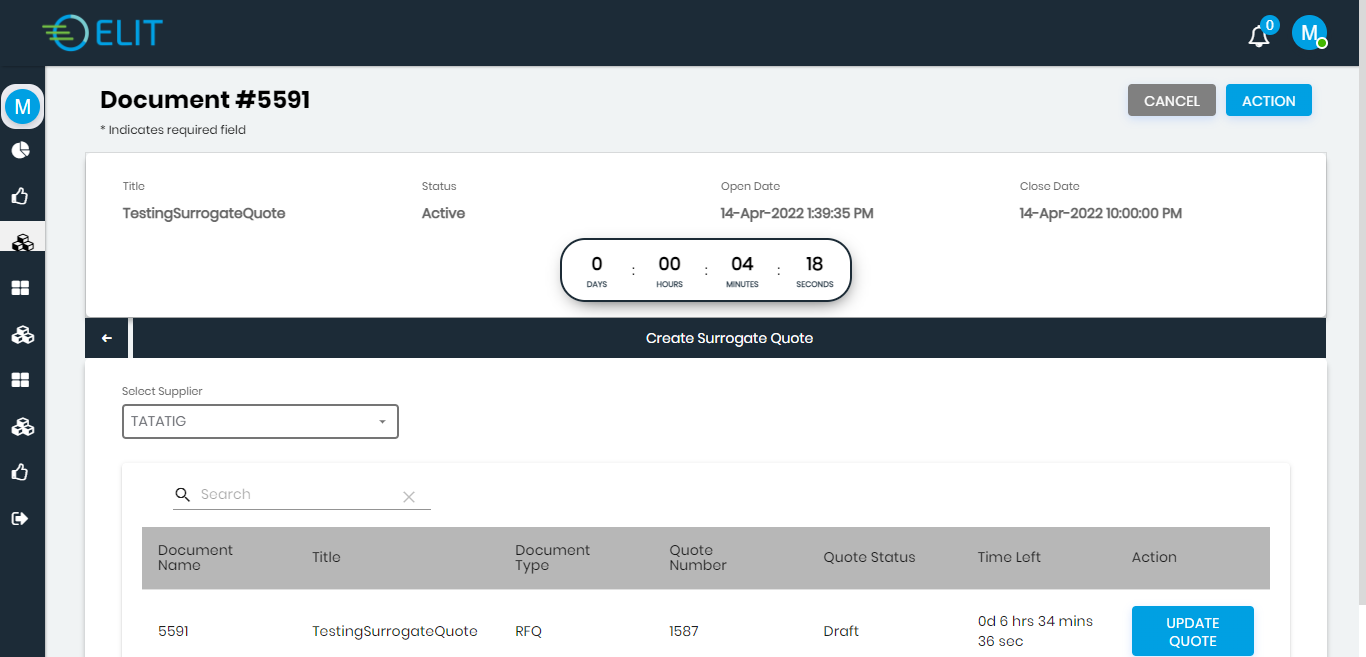 ELIT
0
M
M
Document #5591
* Indicates required field
CANCEL
ACTION
Title
Status
Open Date
Close Date
TestingSurrogateQuote
Active
14-Apr-2022 1:39:35 PM
14-Apr-2022 10:00:00 PM
0 : 00 : 04 : 18
DAYS HOURS MINUTES SECONDS
Create Surrogate Quote
Select Supplier
TATATIG
Search
Document
Name
Title
Document
Type
Quote
Number
Quote Status
Time Left
Action
5591
TestingSurrogateQuote
RFQ
1587
Draft
0d 6 hrs 34 mins
36 sec
UPDATE
QUOTE